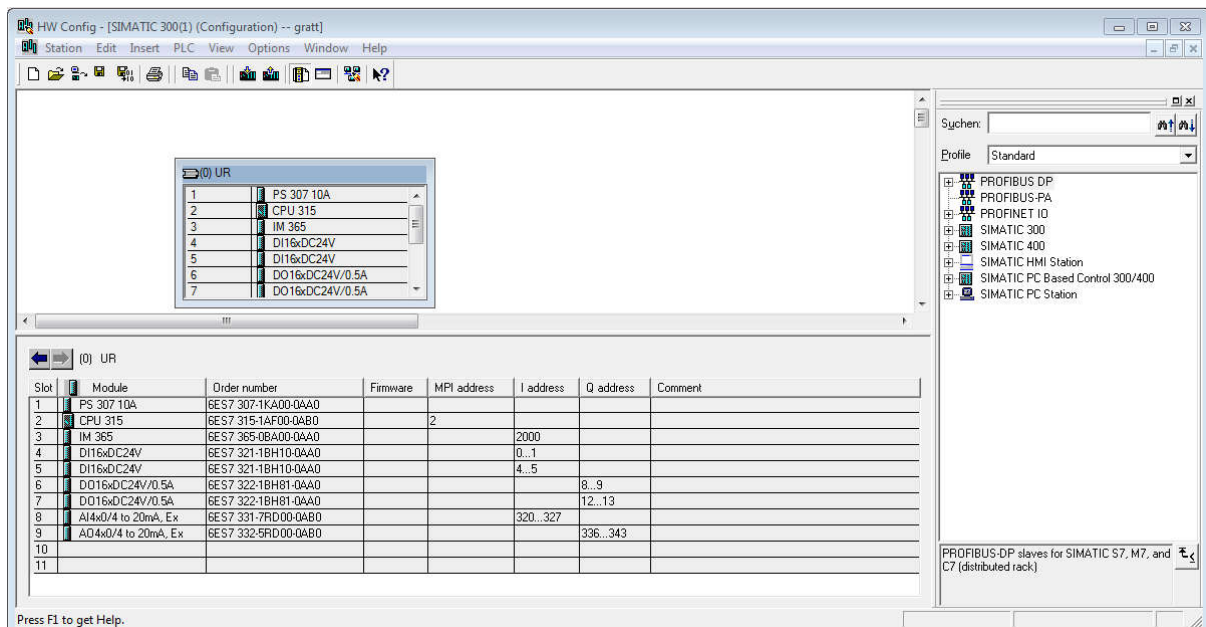 HW Config - [SIMATIC 300(1) (Configuration) -- gratt]
Station Edit Insert PLC View Options Window Help
(0) UR
1 PS 307 10A
2 CPU 315
3 IM 365
4 DI16xDC24V
5 DI16xDC24V
6 DO16xDC24V/0.5A
7 DO16xDC24V/0.5A
Suchen:
Profile Standard
PROFIBUS DP
PROFIBUS-PA
PROFINET IO
SIMATIC 300
SIMATIC 400
SIMATIC HMI Station
SIMATIC PC Based Control 300/400
SIMATIC PC Station
(0) UR
Slot Module Order number Firmware MPI address I address Q address Comment
1 PS 307 10A 6ES7 307-1KA00-0AA0
2 CPU 315 6ES7 315-1AF00-0AB0 2
3 IM 365 6ES7 365-0BA00-0AA0 2000
4 DI16xDC24V 6ES7 321-1BH10-0AA0 0...1
5 DI16xDC24V 6ES7 321-1BH10-0AA0 4...5
6 DO16xDC24V/0.5A 6ES7 322-1BH81-0AA0 8...9
7 DO16xDC24V/0.5A 6ES7 322-1BH81-0AA0 12...13
8 AI4x0/4 to 20mA, Ex 6ES7 331-7RD00-0AB0 320...327
9 AO4x0/4 to 20mA, Ex 6ES7 332-5RD00-0AB0 336...343
10
11
PROFIBUS-DP slaves for SIMATIC S7, M7, and
C7 (distributed rack)
Press F1 to get Help.